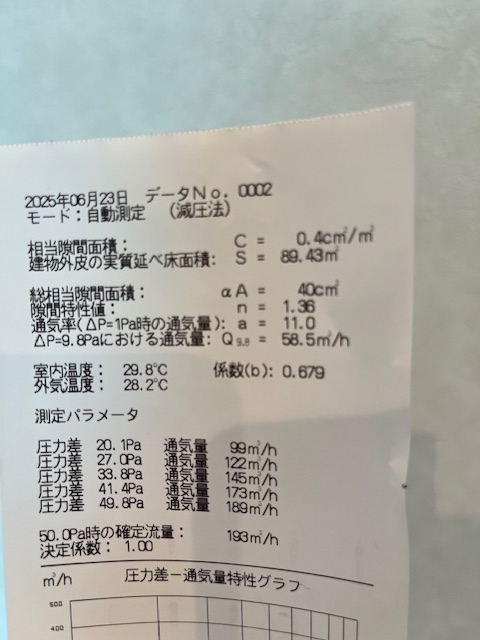 2025年06月23日 データNo. 0002
モード：自動測定 （減圧法）
相当隙間面積： C = 0.4c㎡/㎡
建物外皮の実質延べ床面積： S = 89.43㎡
総相当隙間面積： αA = 40c㎡
隙間特性値： n = 1.36
通気率(ΔP=1Pa時の通気量)： a = 11.0
ΔP=9.8Paにおける通気量： Q9.8 = 58.5㎥/h
室内温度： 29.8℃ 係数(b)： 0.679
外気温度： 28.2℃
測定パラメータ
圧力差 20.1Pa 通気量 99㎥/h
圧力差 27.0Pa 通気量 122㎥/h
圧力差 33.8Pa 通気量 145㎥/h
圧力差 41.4Pa 通気量 173㎥/h
圧力差 49.8Pa 通気量 189㎥/h
50.0Pa時の確定流量： 193㎥/h
決定係数： 1.00
㎥/h 圧力差－通気量特性グラフ
500
400